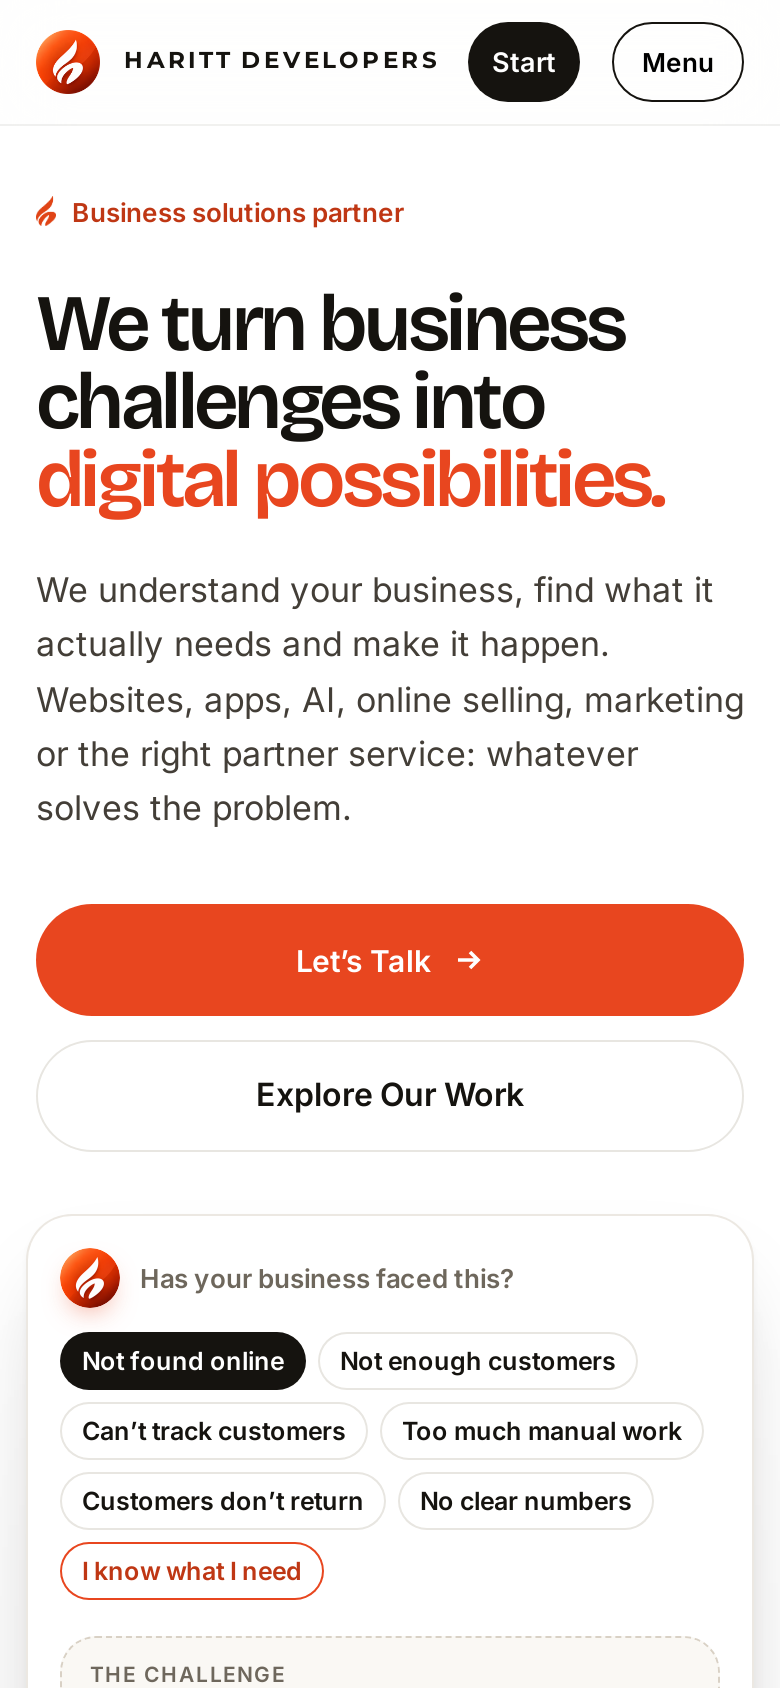 HARITT DEVELOPERS
Start
Menu
Business solutions partner
We turn business
challenges into
digital possibilities.
We understand your business, find what it
actually needs and make it happen.
Websites, apps, AI, online selling, marketing
or the right partner service: whatever
solves the problem.
Let’s Talk →
Explore Our Work
Has your business faced this?
Not found online
Not enough customers
Can’t track customers
Too much manual work
Customers don’t return
No clear numbers
I know what I need
THE CHALLENGE